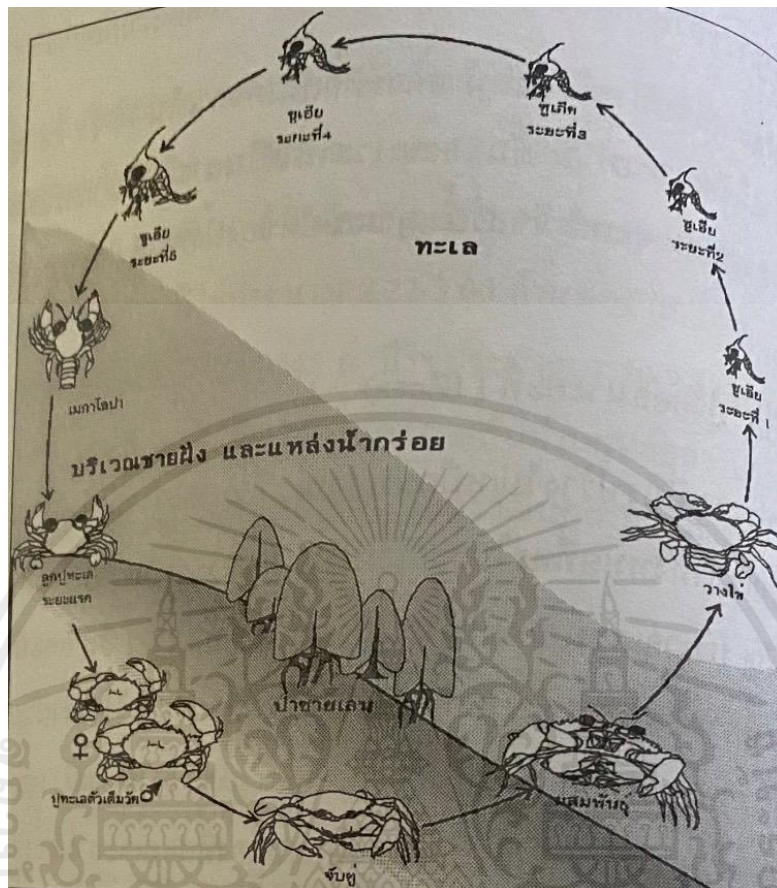 ซูเอีย
ระยะที่4
ซูเอีย
ระยะที่3
ซูเอีย
ระยะที่5
ซูเอีย
ระยะที่2
ทะเล
เมกาโลปา
ซูเอีย
ระยะที่ 1
บริเวณชายฝั่ง และแหล่งน้ำกร่อย
ลูกปูทะเล
ระยะแรก
วางไข่
ป่าชายเลน
♀
ปูทะเลตัวเต็มวัย♂
ผสมพันธุ์
จับคู่